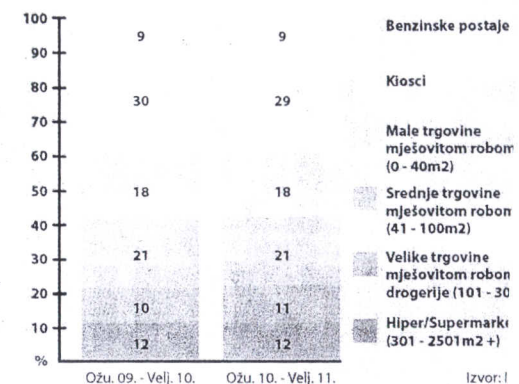 100
90
80
70
60
50
40
30
20
10
%
9 9
30 29
18 18
21 21
10 11
12 12
Ožu. 09. - Velj. 10. Ožu. 10. - Velj. 11.
Benzinske postaje
Kiosci
Male trgovine
mješovitom robom
(0 - 40m2)
Srednje trgovine
mješovitom robom
(41 - 100m2)
Velike trgovine
mješovitom robom
drogerije (101 - 30
Hiper/Supermarke
(301 - 2501m2 +)
Izvor: